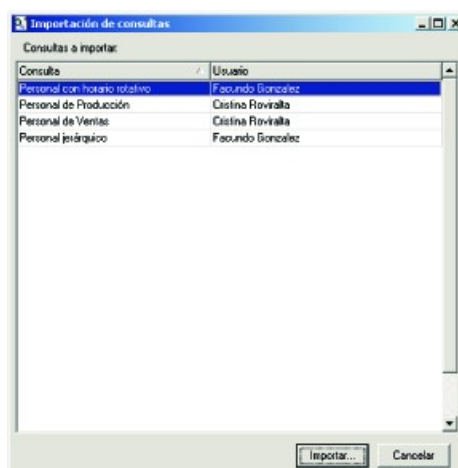 Importación de consultas
Consultas a importar:
Consulta Usuario
Personal con horario rotativo Facundo Gonzalez
Personal de Producción Cristina Roviralta
Personal de Ventas Cristina Roviralta
Personal jerárquico Facundo Gonzalez
Importar... Cancelar